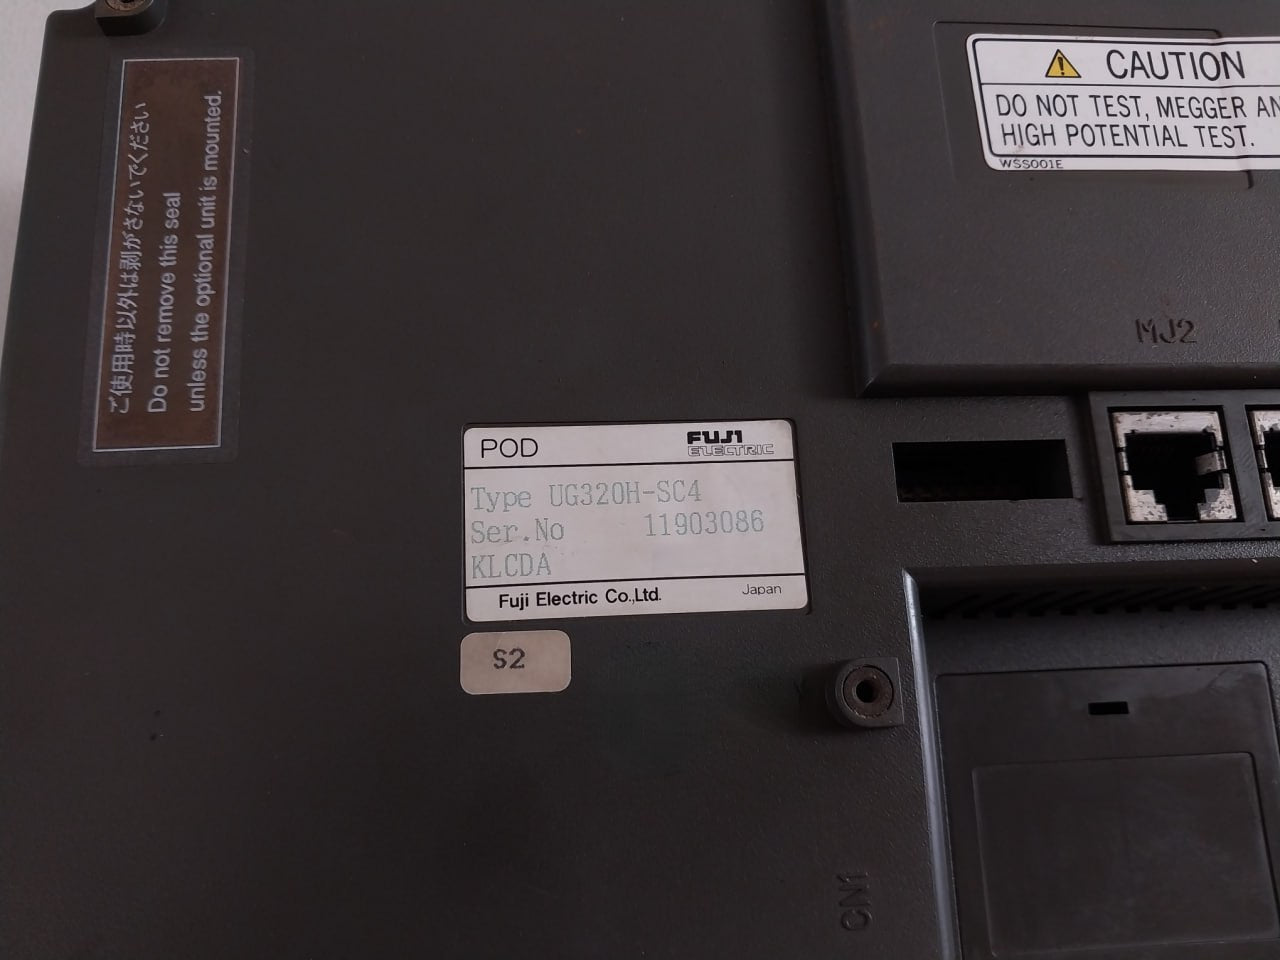 ご使用時以外は剥がさないでください
Do not remove this seal
unless the optional unit is mounted.
CAUTION
DO NOT TEST, MEGGER AN
HIGH POTENTIAL TEST.
WSS001E
MJ2
POD
FUJI
ELECTRIC
Type UG320H-SC4
Ser.No 11903086
KLCDA
Fuji Electric Co.,Ltd. Japan
S2
CN1